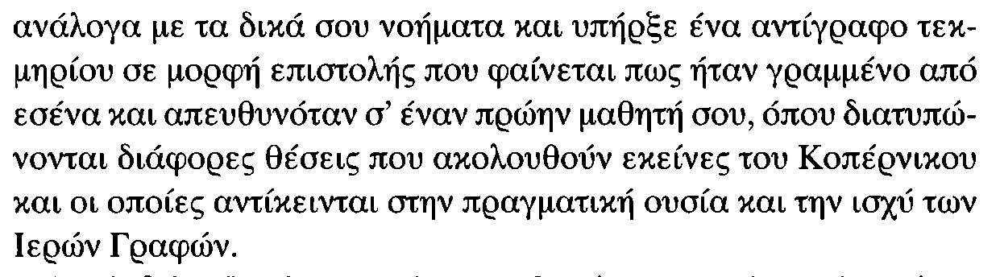 ανάλογα με τα δικά σου νοήματα και υπήρξε ένα αντίγραφο τεκ-
μηρίου σε μορφή επιστολής που φαίνεται πως ήταν γραμμένο από
εσένα και απευθυνόταν σ’ έναν πρώην μαθητή σου, όπου διατυπώ-
νονται διάφορες θέσεις που ακολουθούν εκείνες του Κοπέρνικου
και οι οποίες αντίκεινται στην πραγματική ουσία και την ισχύ των
Ιερών Γραφών.